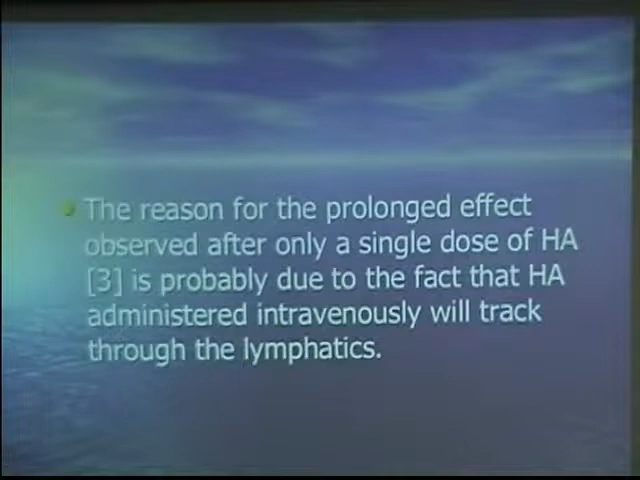 The reason for the prolonged effect
observed after only a single dose of HA
[3] is probably due to the fact that HA
administered intravenously will track
through the lymphatics.